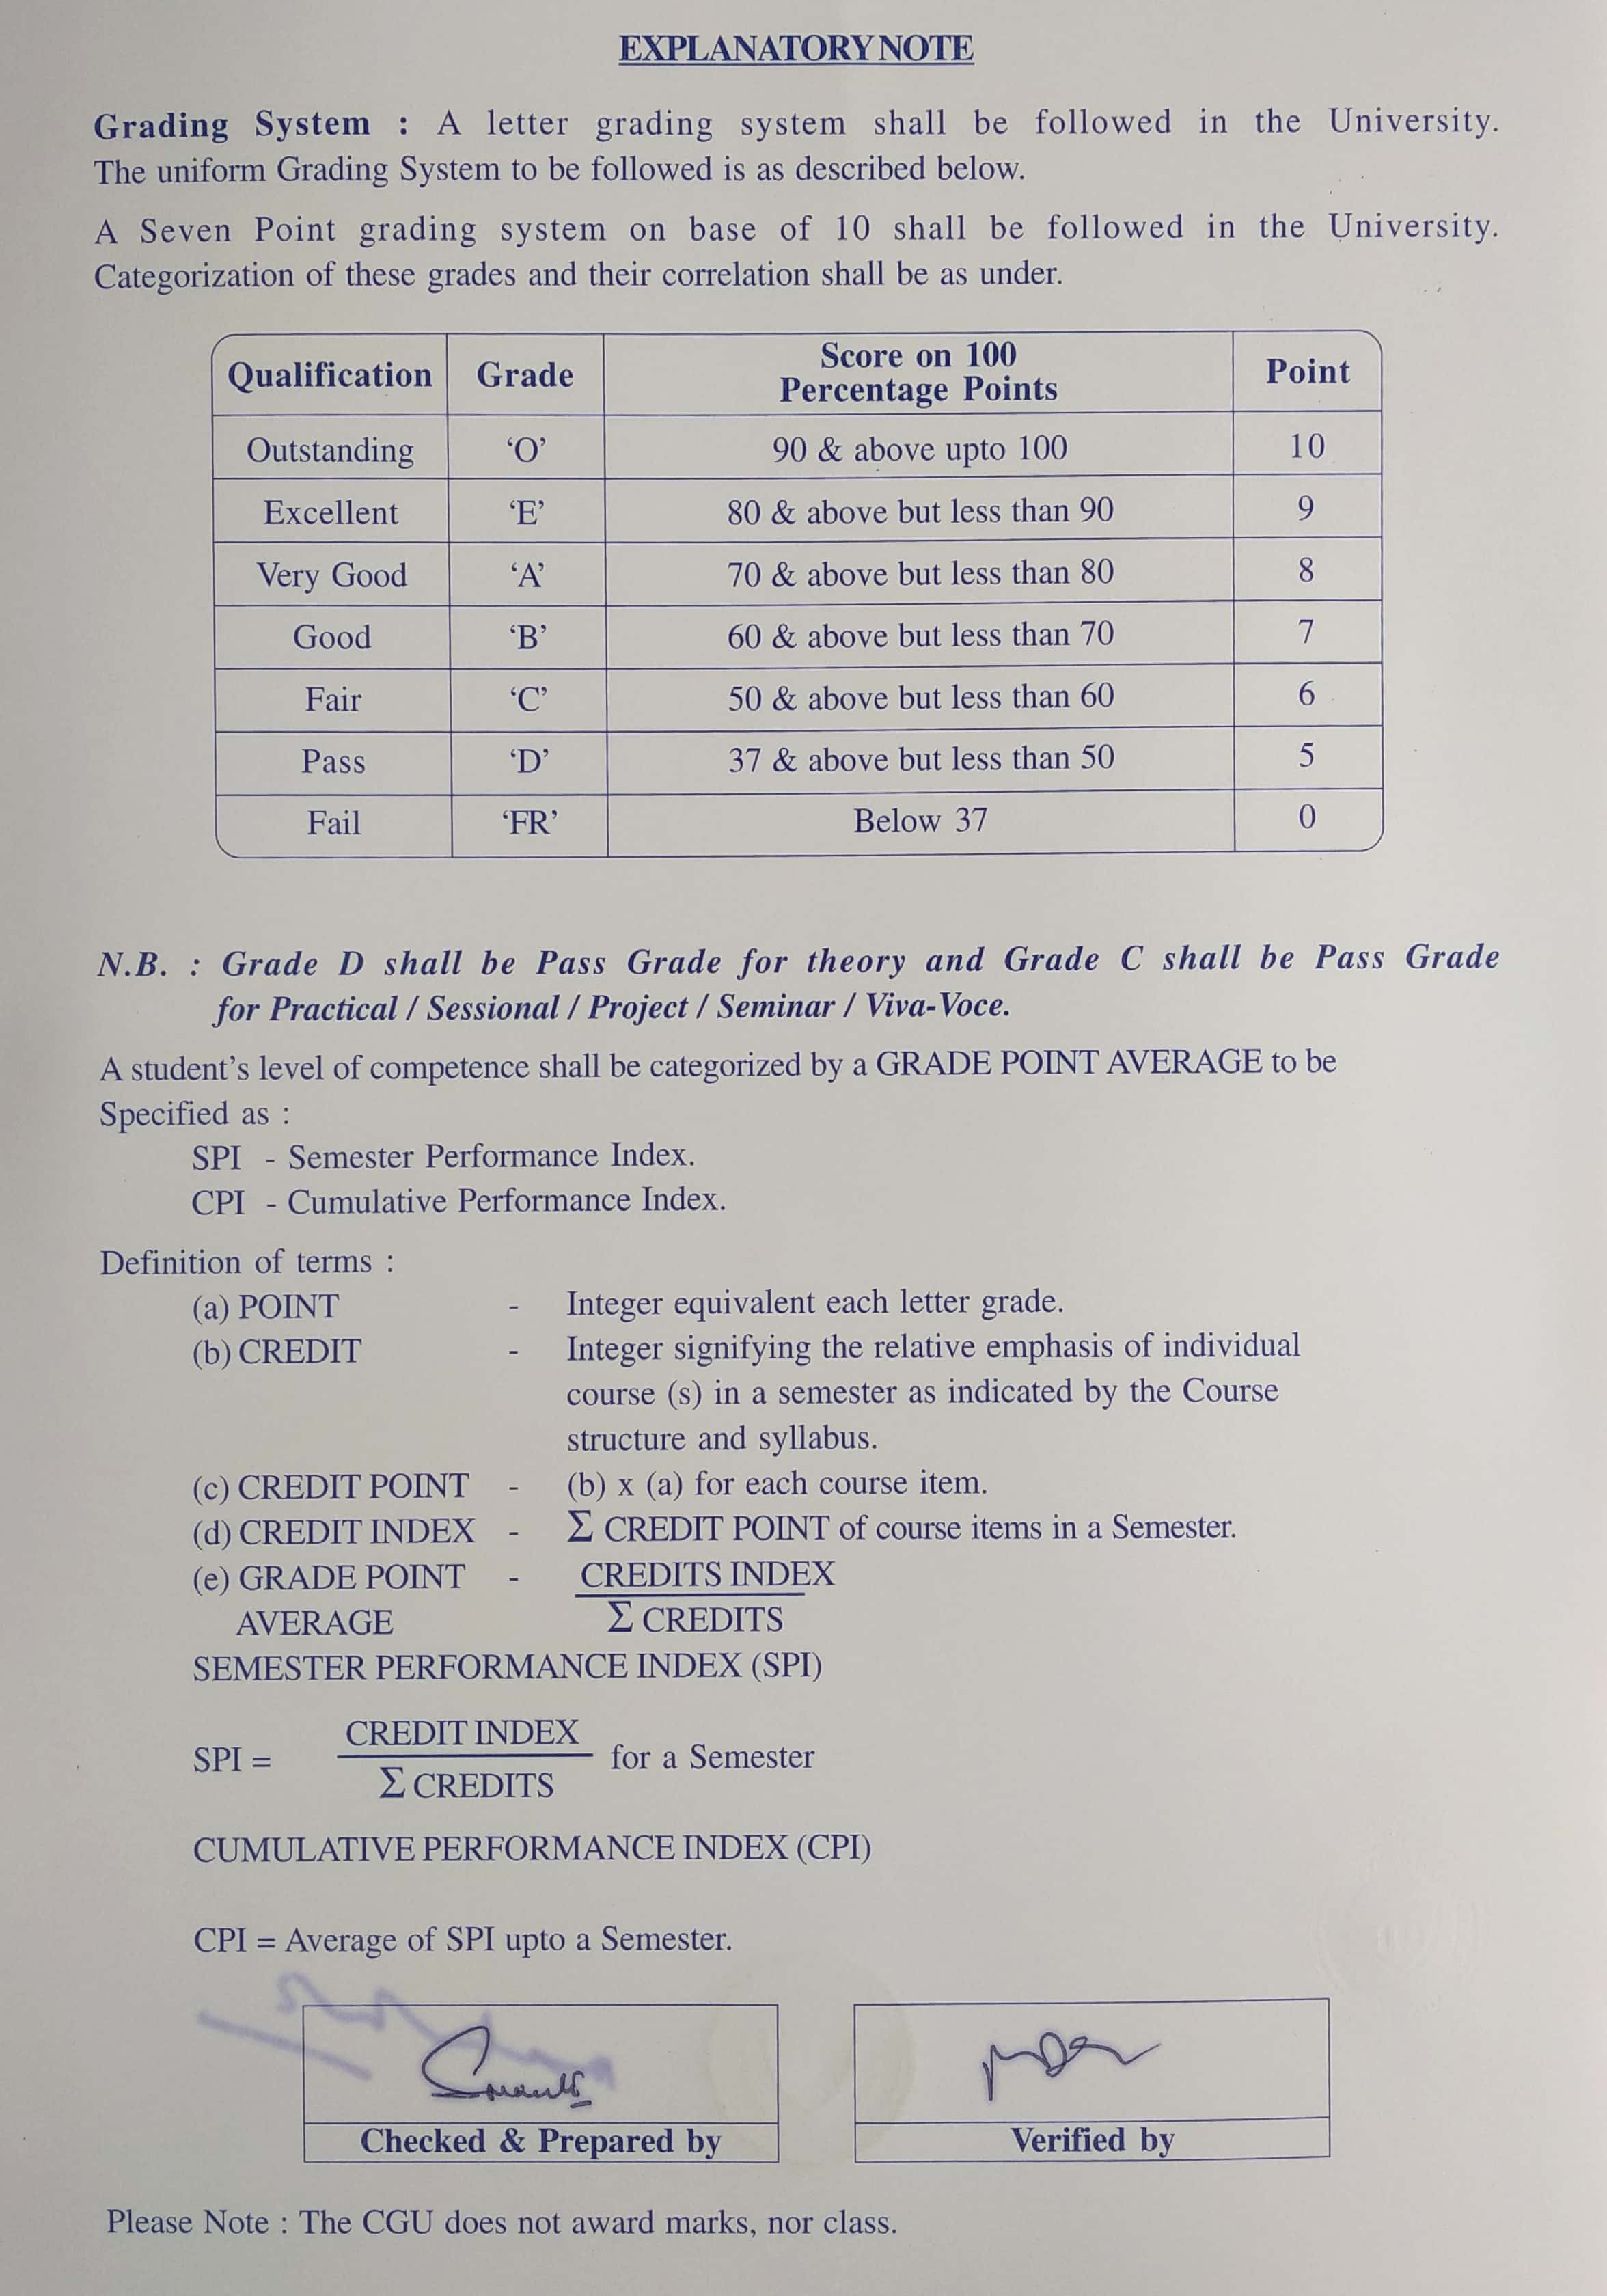 EXPLANATORY NOTE
Grading System : A letter grading system shall be followed in the University.
The uniform Grading System to be followed is as described below.
A Seven Point grading system on base of 10 shall be followed in the University.
Categorization of these grades and their correlation shall be as under.
Qualification Grade Score on 100 Percentage Points Point
Outstanding ‘O’ 90 & above upto 100 10
Excellent ‘E’ 80 & above but less than 90 9
Very Good ‘A’ 70 & above but less than 80 8
Good ‘B’ 60 & above but less than 70 7
Fair ‘C’ 50 & above but less than 60 6
Pass ‘D’ 37 & above but less than 50 5
Fail ‘FR’ Below 37 0
N.B. : Grade D shall be Pass Grade for theory and Grade C shall be Pass Grade
for Practical / Sessional / Project / Seminar / Viva-Voce.
A student’s level of competence shall be categorized by a GRADE POINT AVERAGE to be
Specified as :
SPI - Semester Performance Index.
CPI - Cumulative Performance Index.
Definition of terms :
(a) POINT - Integer equivalent each letter grade.
(b) CREDIT - Integer signifying the relative emphasis of individual
course (s) in a semester as indicated by the Course
structure and syllabus.
(c) CREDIT POINT - (b) x (a) for each course item.
(d) CREDIT INDEX - Σ CREDIT POINT of course items in a Semester.
(e) GRADE POINT - CREDITS INDEX
AVERAGE Σ CREDITS
SEMESTER PERFORMANCE INDEX (SPI)
CREDIT INDEX
SPI = for a Semester
Σ CREDITS
CUMULATIVE PERFORMANCE INDEX (CPI)
CPI = Average of SPI upto a Semester.
Checked & Prepared by
Verified by
Please Note : The CGU does not award marks, nor class.